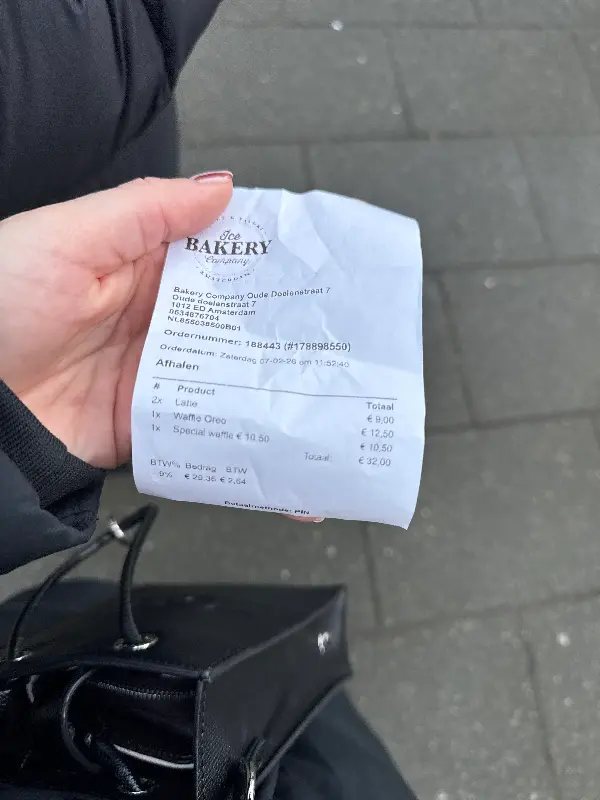 Ice
BAKERY
Company
AMSTERDAM
Bakery Company Oude Doelenstraat 7
Oude doelenstraat 7
1012 ED Amsterdam
0634876704
NL855038500B01
Ordernummer: 188443 (#178898550)
Orderdatum: Zaterdag 07-02-26 om 11:52:40
Afhalen
# Product Totaal
2x Latte € 9,00
1x Waffle Oreo € 12,50
1x Special waffle € 10,50 € 10,50
Totaal: € 32,00
BTW% Bedrag BTW
9% € 29,36 € 2,64
Betaalmethode: PIN